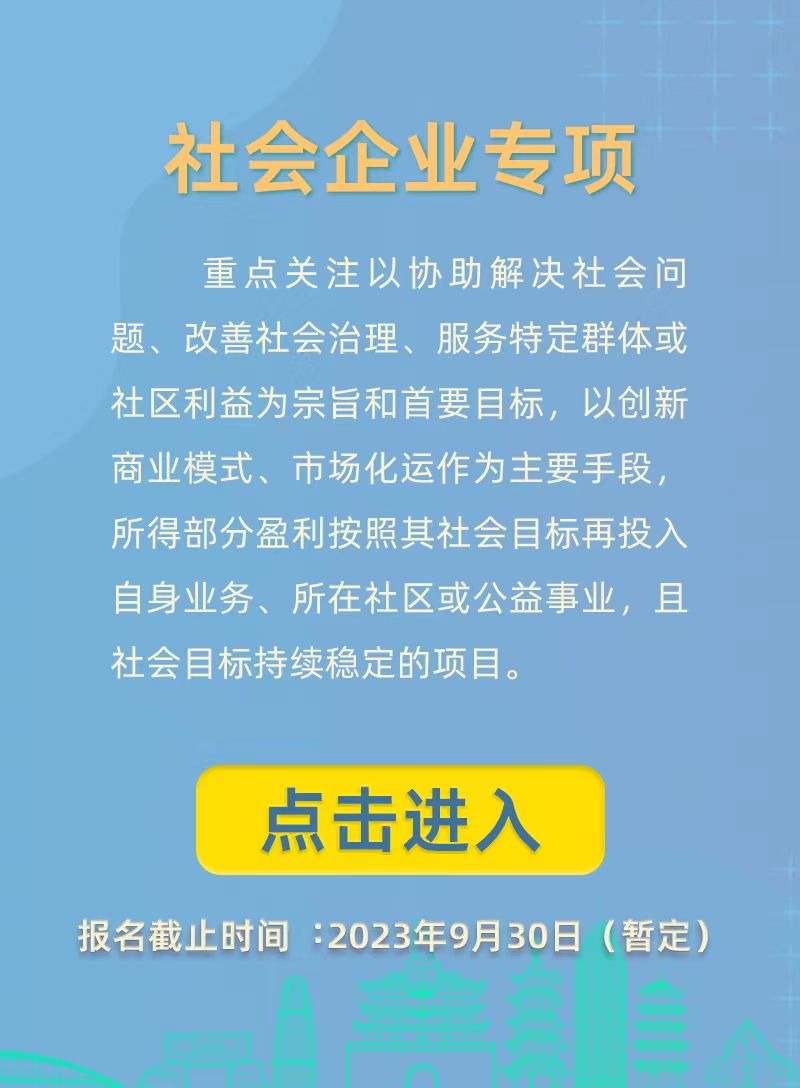 社会企业专项
重点关注以协助解决社会问
题、改善社会治理、服务特定群体或
社区利益为宗旨和首要目标，以创新
商业模式、市场化运作为主要手段，
所得部分盈利按照其社会目标再投入
自身业务、所在社区或公益事业，且
社会目标持续稳定的项目。
点击进入
报名截止时间：2023年9月30日（暂定）